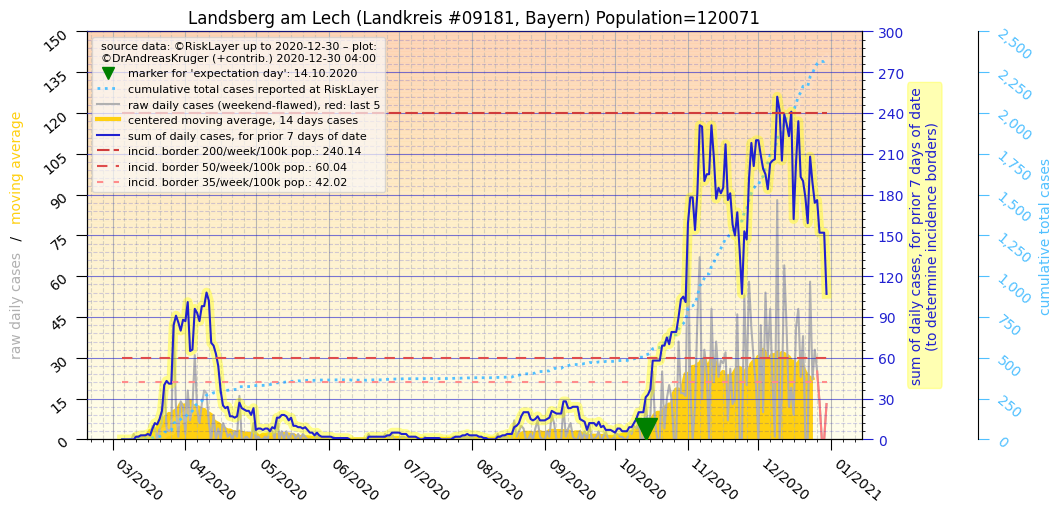 Landsberg am Lech (Landkreis #09181, Bayern) Population=120071
source data: ©RiskLayer up to 2020-12-30 – plot:
©DrAndreasKruger (+contrib.) 2020-12-30 04:00
marker for 'expectation day': 14.10.2020
cumulative total cases reported at RiskLayer
raw daily cases (weekend-flawed), red: last 5
centered moving average, 14 days cases
sum of daily cases, for prior 7 days of date
incid. border 200/week/100k pop.: 240.14
incid. border 50/week/100k pop.: 60.04
incid. border 35/week/100k pop.: 42.02
raw daily cases / moving average
150
135
120
105
90
75
60
45
30
15
0
03/2020
04/2020
05/2020
06/2020
07/2020
08/2020
09/2020
10/2020
11/2020
12/2020
01/2021
300
270
240
210
180
150
120
90
60
30
0
sum of daily cases, for prior 7 days of date
(to determine incidence borders)
2,500
2,250
2,000
1,750
1,500
1,250
1,000
750
500
250
0
cumulative total cases